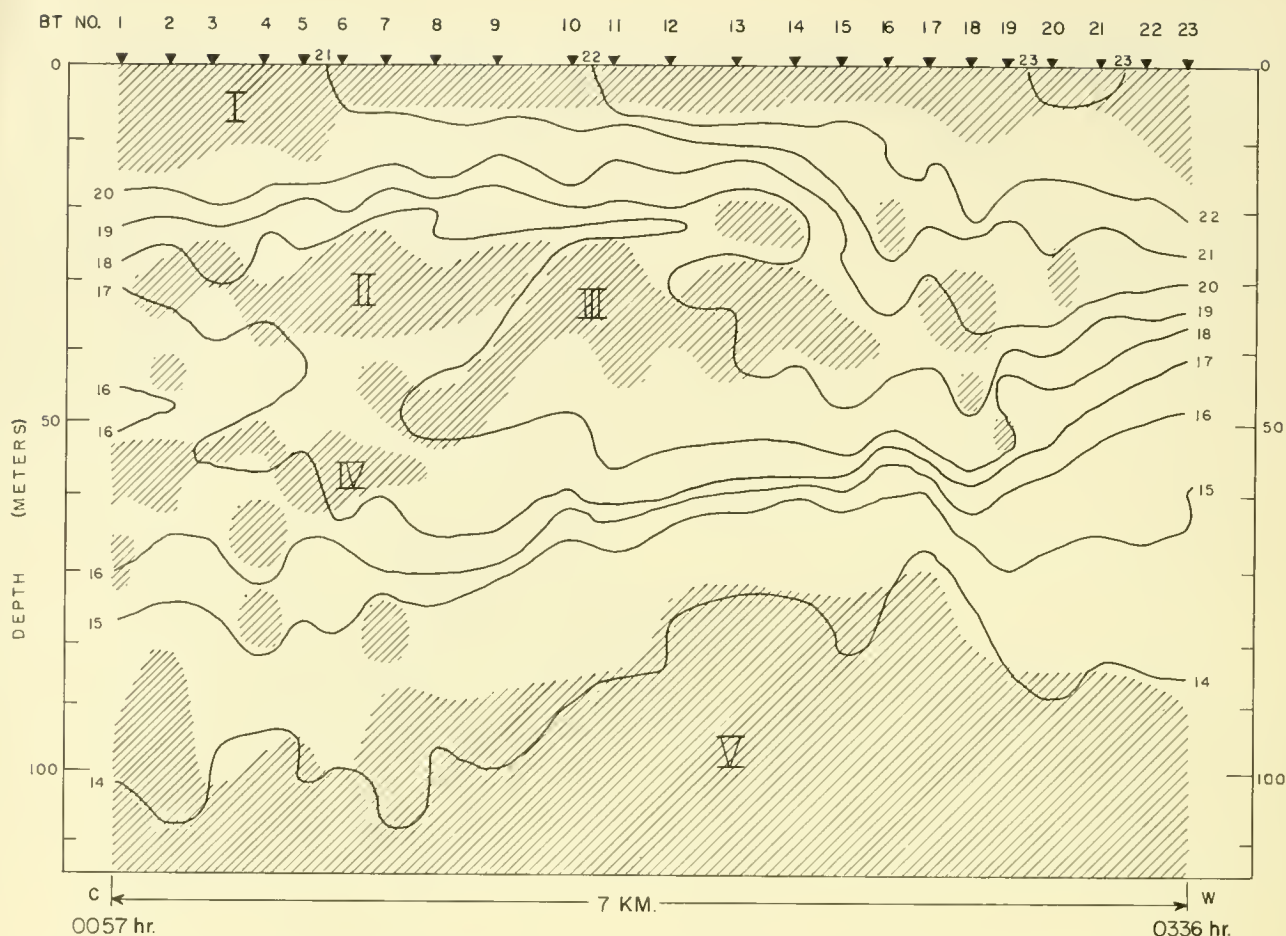 BT NO. 1 2 3 4 5 6 7 8 9 10 11 12 13 14 15 16 17 18 19 20 21 22 23
21 22 23 23
0 0
I
20
19
18
17
16
16
16
15
14
II
III
IV
V
22
21
20
19
18
17
16
15
14
50 50
100 100
DEPTH (METERS)
C 7 KM. W
0057 hr. 0336 hr.